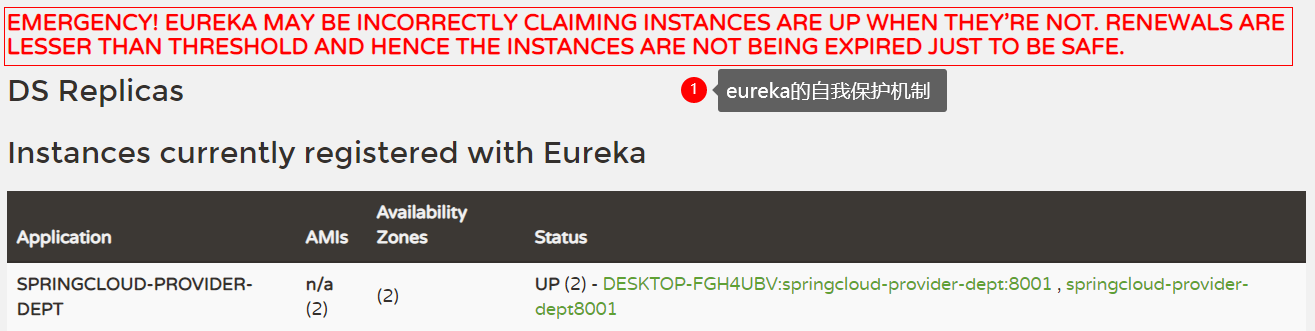 EMERGENCY! EUREKA MAY BE INCORRECTLY CLAIMING INSTANCES ARE UP WHEN THEY'RE NOT. RENEWALS ARE
LESSER THAN THRESHOLD AND HENCE THE INSTANCES ARE NOT BEING EXPIRED JUST TO BE SAFE.
DS Replicas
1 eureka的自我保护机制
Instances currently registered with Eureka
Application AMIs Availability Zones Status
SPRINGCLOUD-PROVIDER-
DEPT
n/a
(2)
(2)
UP (2) - DESKTOP-FGH4UBV:springcloud-provider-dept:8001 , springcloud-provider-
dept8001